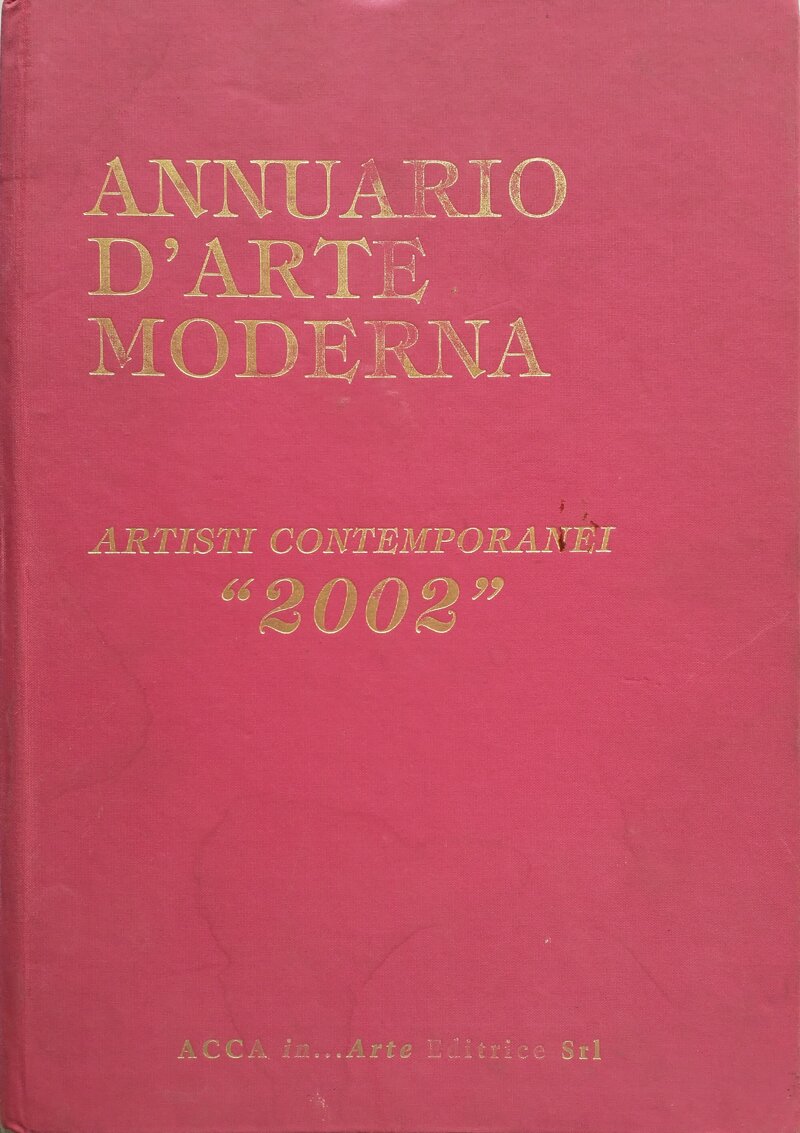 ANNUARIO
D'ARTE
MODERNA
ARTISTI CONTEMPORANEI
“2002”
ACCA in...Arte Editrice Srl